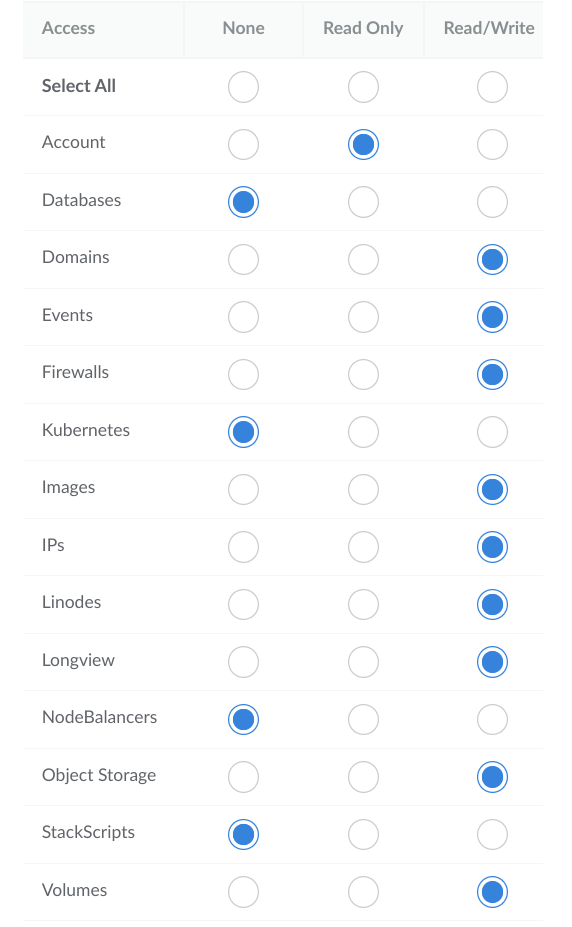 Access None Read Only Read/Write
Select All
Account
Databases
Domains
Events
Firewalls
Kubernetes
Images
IPs
Linodes
Longview
NodeBalancers
Object Storage
StackScripts
Volumes